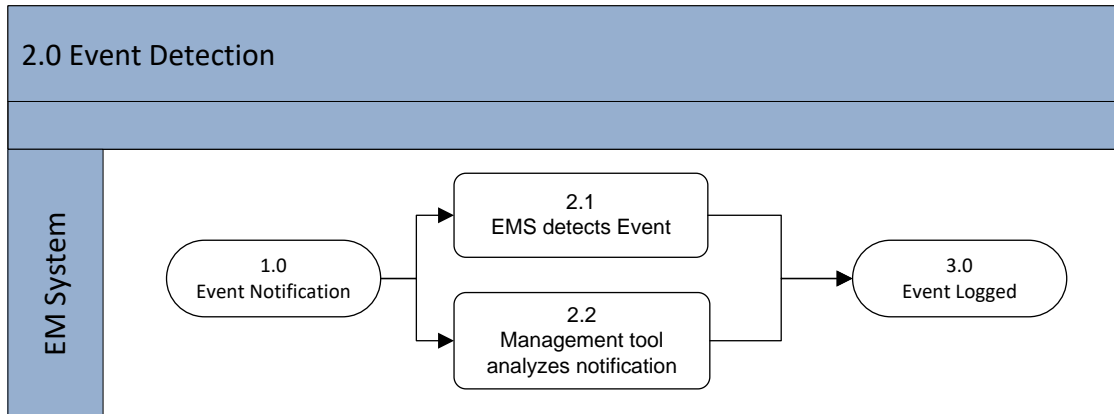 2.0 Event Detection
EM System
1.0
Event Notification
2.1
EMS detects Event
2.2
Management tool
analyzes notification
3.0
Event Logged